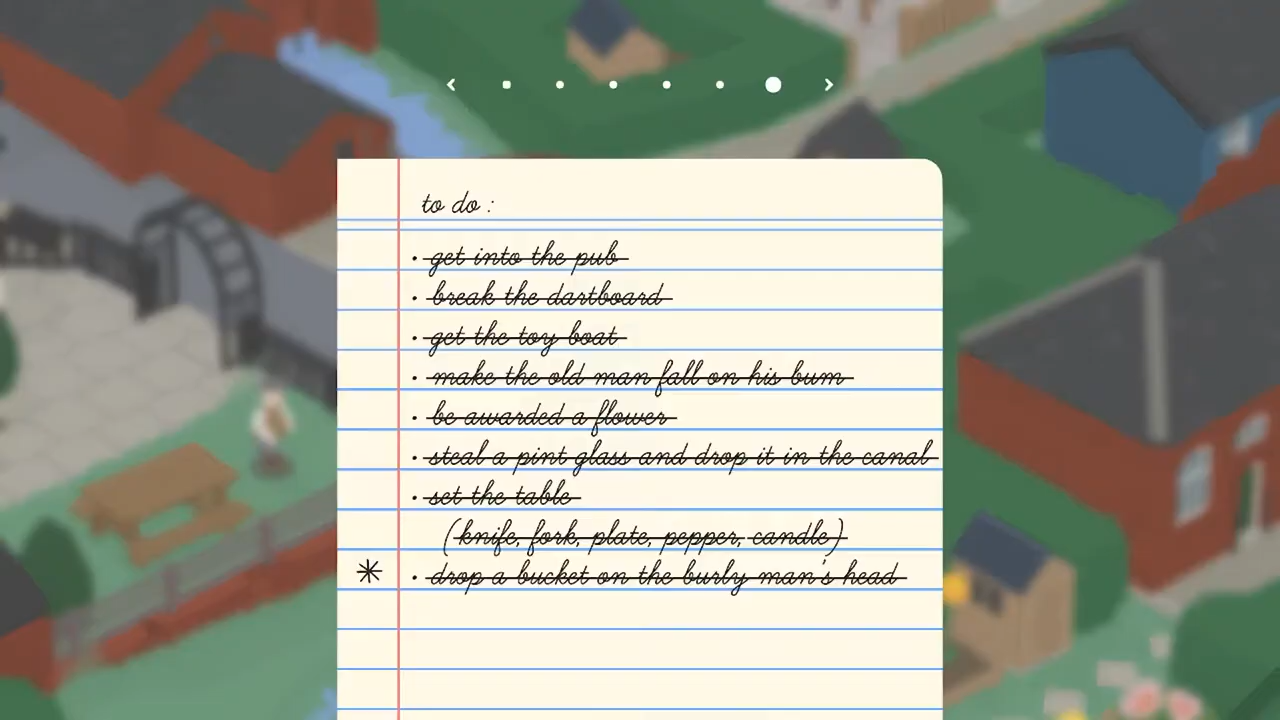 to do :
• get into the pub
• break the dartboard
• get the toy boat
• make the old man fall on his bum
• be awarded a flower
• steal a pint glass and drop it in the canal
• set the table
(knife, fork, plate, pepper, candle)
• drop a bucket on the burly man's head